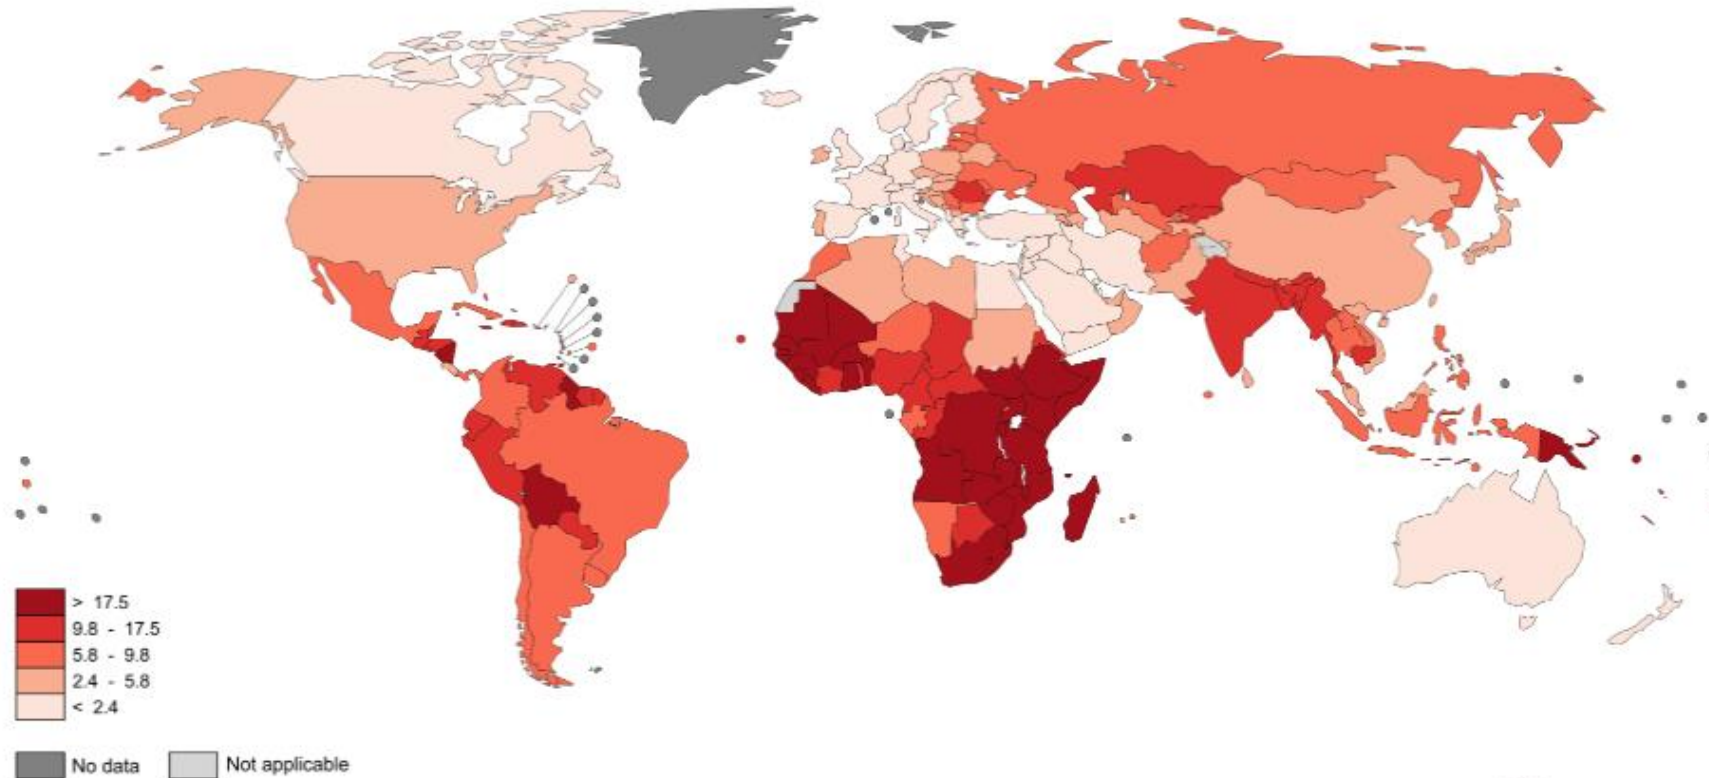 > 17.5
9.8 - 17.5
5.8 - 9.8
2.4 - 5.8
< 2.4
No data
Not applicable